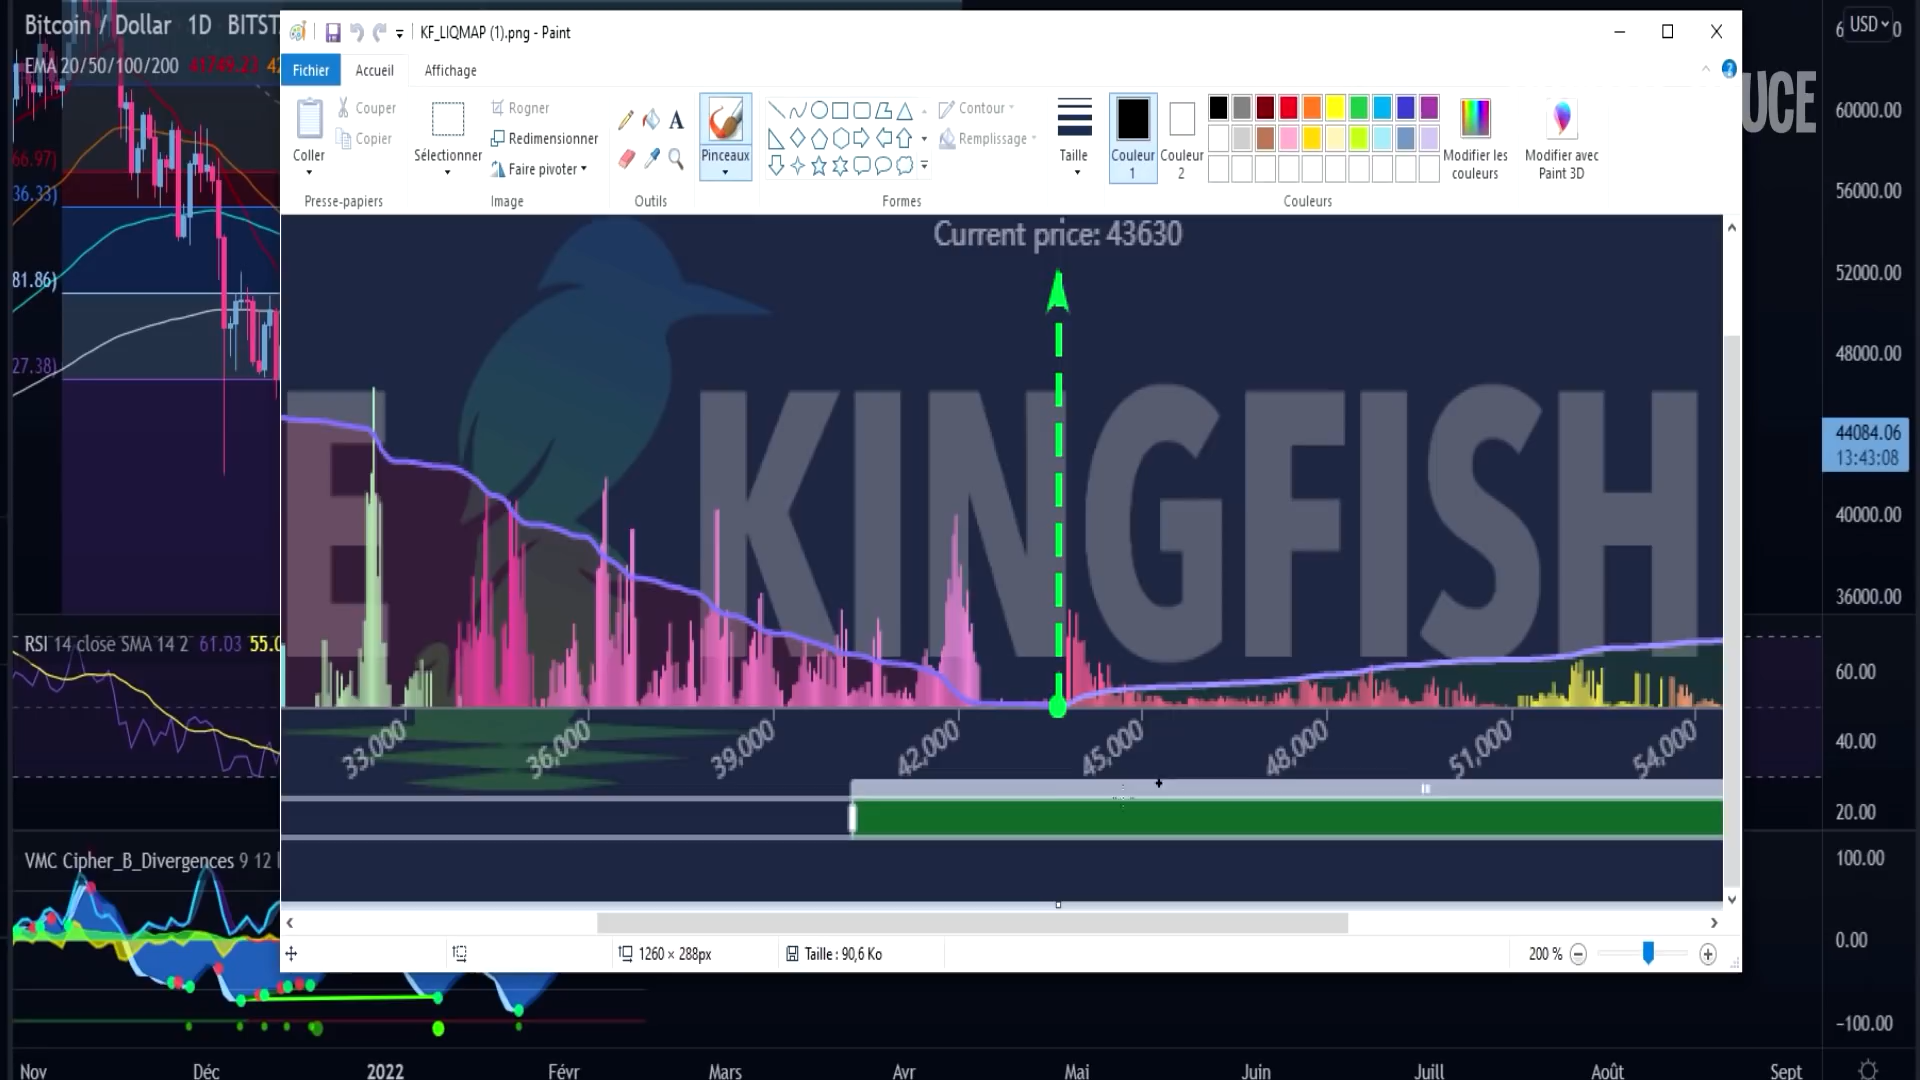 Bitcoin / Dollar 1D BITST
EMA 20/50/100/200 41749.23 42
66.97)
36.33)
81.86)
27.38)
KF_LIQMAP (1).png - Paint
Fichier Accueil Affichage
Coller
Couper
Copier
Presse-papiers
Sélectionner
Rogner
Redimensionner
Faire pivoter
Image
A
Outils
Pinceaux
Contour
Remplissage
Formes
Taille
Couleur 1
Couleur 2
Modifier les couleurs
Modifier avec Paint 3D
Couleurs
USD
UCE
Current price: 43630
E KINGFISH
33,000 36,000 39,000 42,000 45,000 48,000 51,000 54,000
1260 × 288px
Taille : 90,6 Ko
200 %
60000.00
56000.00
52000.00
48000.00
44084.06
13:43:08
40000.00
36000.00
RSI 14 close SMA 14 2 61.03 55.0
60.00
40.00
20.00
VMC Cipher_B_Divergences 9 12
100.00
0.00
-100.00
Nov Déc 2022 Févr Mars Avr Mai Juin Juill Août Sept